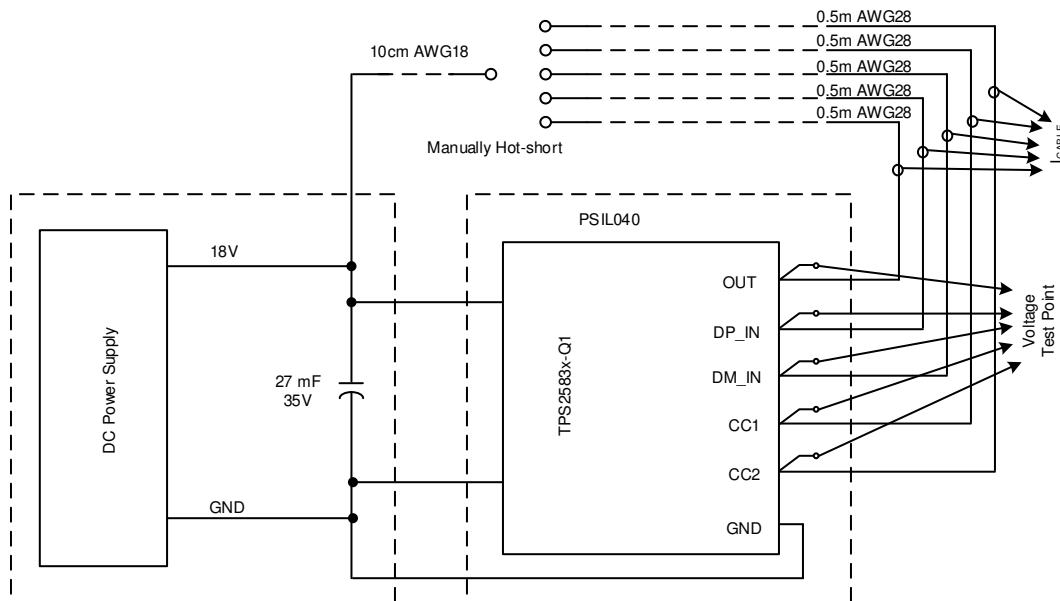 0.5m AWG28
0.5m AWG28
10cm AWG18
0.5m AWG28
0.5m AWG28
0.5m AWG28
Manually Hot-short
ICABLE
PSIL040
DC Power Supply
18V
27 mF
35V
GND
TPS2583x-Q1
OUT
DP_IN
DM_IN
CC1
CC2
GND
Voltage
Test Point